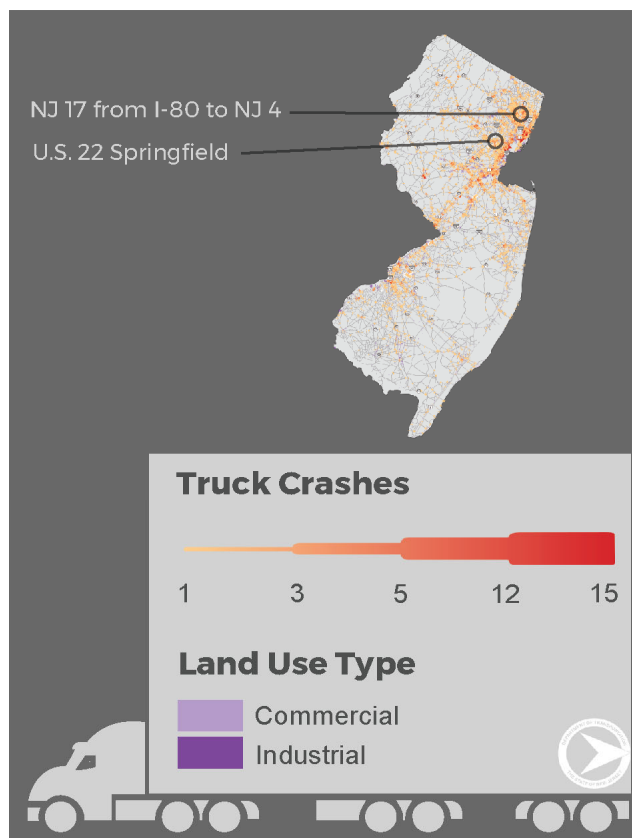 NJ 17 from I-80 to NJ 4
U.S. 22 Springfield
Truck Crashes
1 3 5 12 15
Land Use Type
Commercial
Industrial